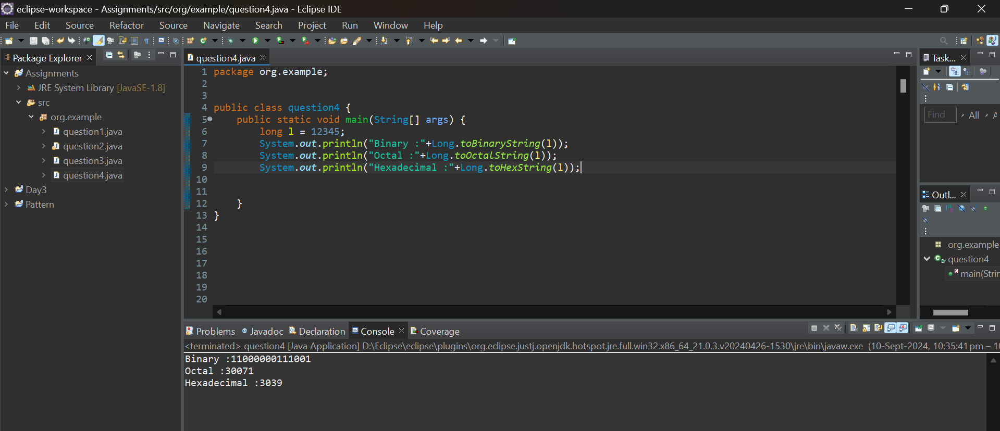 eclipse-workspace - Assignments/src/org/example/question4.java - Eclipse IDE
File Edit Source Refactor Source Navigate Search Project Run Window Help
Package Explorer
Assignments
JRE System Library [JavaSE-1.8]
src
org.example
question1.java
question2.java
question3.java
question4.java
Day3
Pattern
question4.java
1 package org.example;
2
3
4 public class question4 {
5 public static void main(String[] args) {
6 long l = 12345;
7 System.out.println("Binary :"+Long.toBinaryString(l));
8 System.out.println("Octal :"+Long.toOctalString(l));
9 System.out.println("Hexadecimal :"+Long.toHexString(l));
10
11
12 }
13 }
14
15
16
17
18
19
20
Task...
Find All A
Outl...
org.example
question4
main(Strin
Problems Javadoc Declaration Console Coverage
<terminated> question4 [Java Application] D:\Eclipse\eclipse\plugins\org.eclipse.justj.openjdk.hotspot.jre.full.win32.x86_64_21.0.3.v20240426-1530\jre\bin\javaw.exe (10-Sept-2024, 10:35:41 pm – 10
Binary :11000000111001
Octal :30071
Hexadecimal :3039